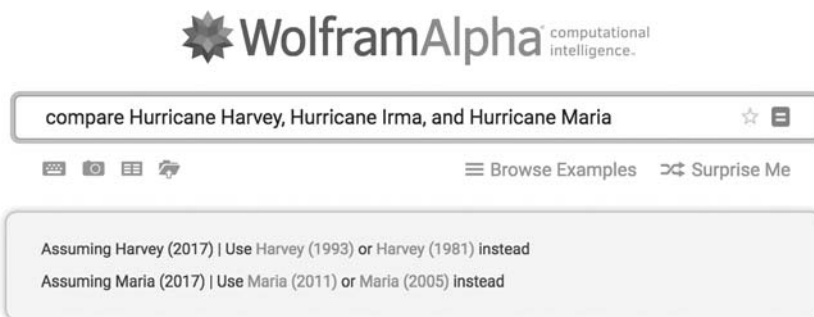 WolframAlpha computational intelligence.
compare Hurricane Harvey, Hurricane Irma, and Hurricane Maria
Browse Examples Surprise Me
Assuming Harvey (2017) | Use Harvey (1993) or Harvey (1981) instead
Assuming Maria (2017) | Use Maria (2011) or Maria (2005) instead